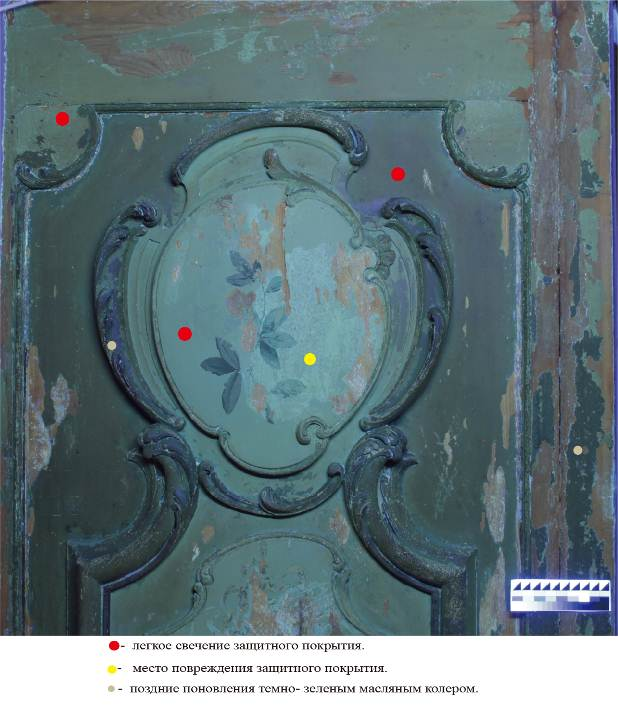 - легкое свечение защитного покрытия.
- место повреждения защитного покрытия.
- поздние поновления темно- зеленым масляным колером.